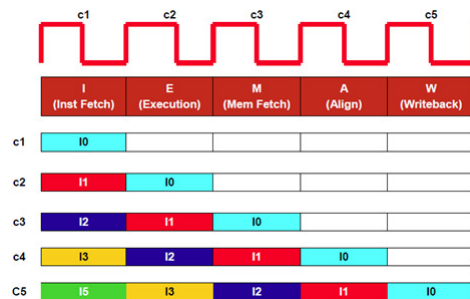 c1 c2 c3 c4 c5
I E M A W
(Inst Fetch) (Execution) (Mem Fetch) (Align) (Writeback)
c1 I0
c2 I1 I0
c3 I2 I1 I0
c4 I3 I2 I1 I0
C5 I5 I3 I2 I1 I0